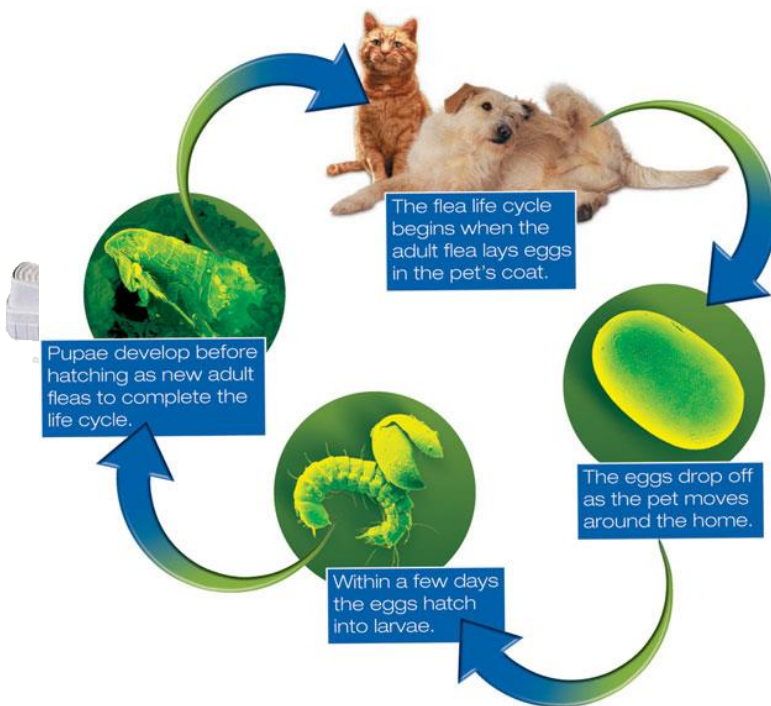 The flea life cycle
begins when the
adult flea lays eggs
in the pet's coat.
The eggs drop off
as the pet moves
around the home.
Within a few days
the eggs hatch
into larvae.
Pupae develop before
hatching as new adult
fleas to complete the
life cycle.